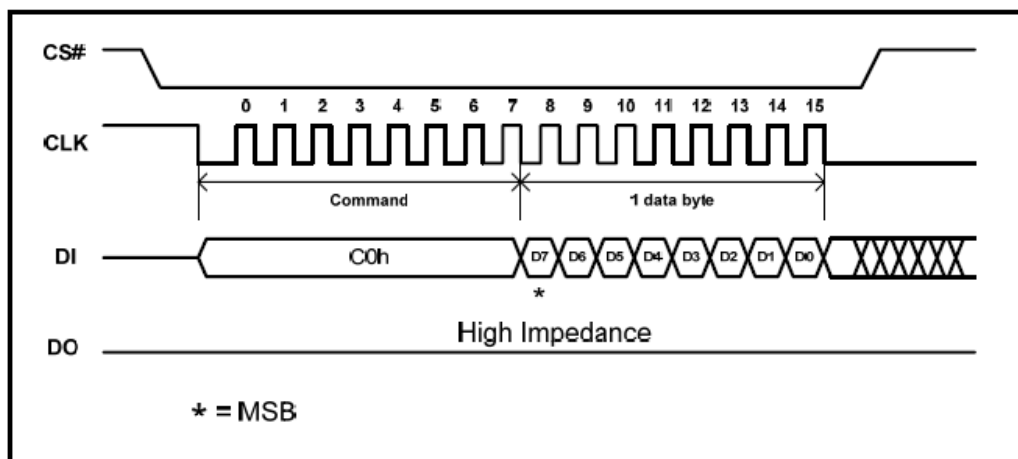 CS#
0 1 2 3 4 5 6 7 8 9 10 11 12 13 14 15
CLK
Command
1 data byte
DI
C0h
D7 D6 D5 D4 D3 D2 D1 D0
*
High Impedance
DO
* = MSB